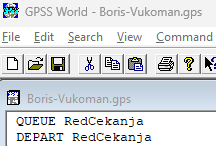 GPSS World - Boris-Vukoman.gps
File Edit Search View Command
Boris-Vukoman.gps
QUEUE RedCekanja
DEPART RedCekanja